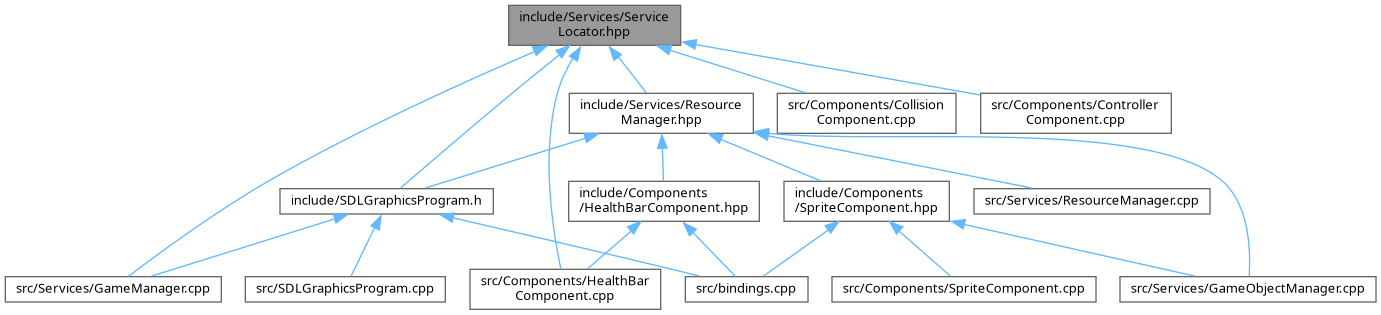 include/Services/Service
Locator.hpp
include/Services/Resource
Manager.hpp
src/Components/Collision
Component.cpp
src/Components/Controller
Component.cpp
include/SDLGraphicsProgram.h
include/Components
/HealthBarComponent.hpp
include/Components
/SpriteComponent.hpp
src/Services/ResourceManager.cpp
src/Services/GameManager.cpp
src/SDLGraphicsProgram.cpp
src/Components/HealthBar
Component.cpp
src/bindings.cpp
src/Components/SpriteComponent.cpp
src/Services/GameObjectManager.cpp